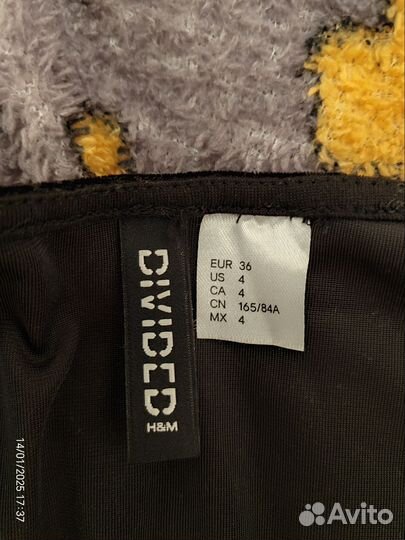 DIVIDED
H&M
EUR 36
US 4
CA 4
CN 165/84A
MX 4
14/01/2025 17:37
Avito